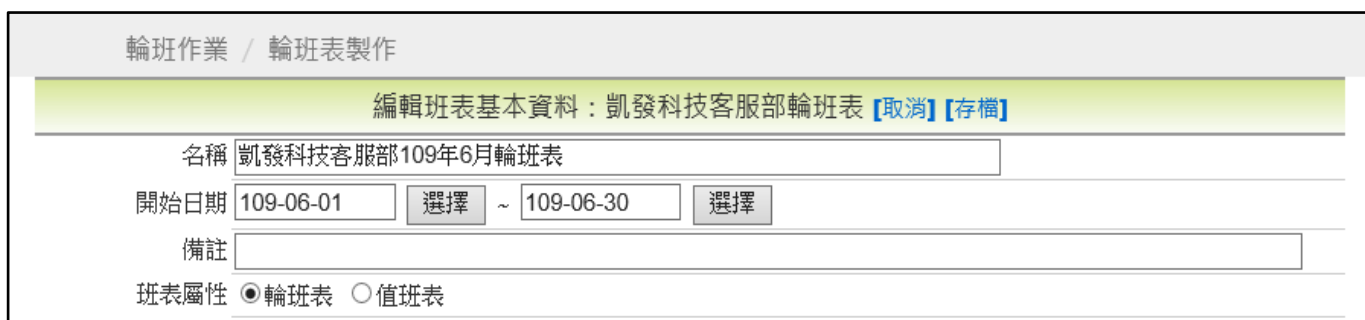 輪班作業 / 輪班表製作
編輯班表基本資料：凱發科技客服部輪班表 [取消] [存檔]
名稱 凱發科技客服部109年6月輪班表
開始日期 109-06-01 選擇 ~ 109-06-30 選擇
備註
班表屬性 輪班表 值班表